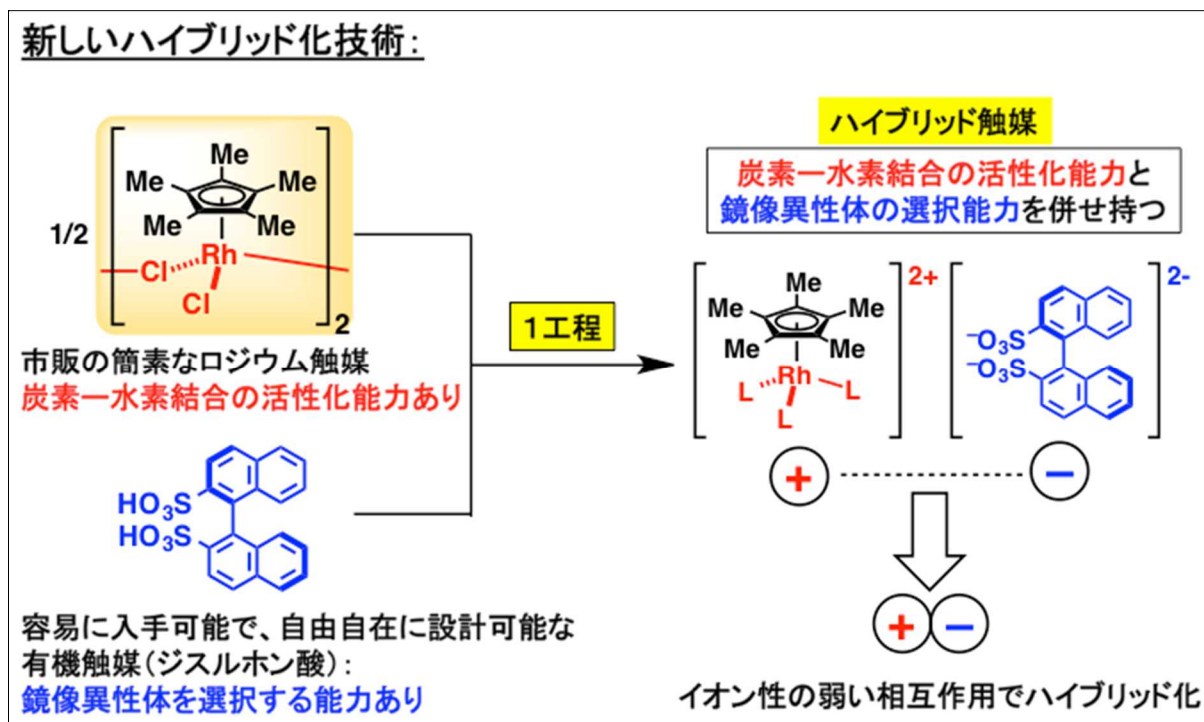 新しいハイブリッド化技術:
1/2
Me
Me
Me
Me
Me
Rh
Cl
Cl
2
市販の簡素なロジウム触媒
炭素ー水素結合の活性化能力あり
HO₃S
HO₃S
容易に入手可能で、自由自在に設計可能な
有機触媒(ジスルホン酸):
鏡像異性体を選択する能力あり
1工程
ハイブリッド触媒
炭素ー水素結合の活性化能力と
鏡像異性体の選択能力を併せ持つ
Me
Me
Me
Me
Me
Rh
L
L
L
2+
⁻O₃S
⁻O₃S
2-
+
−
+ −
イオン性の弱い相互作用でハイブリッド化